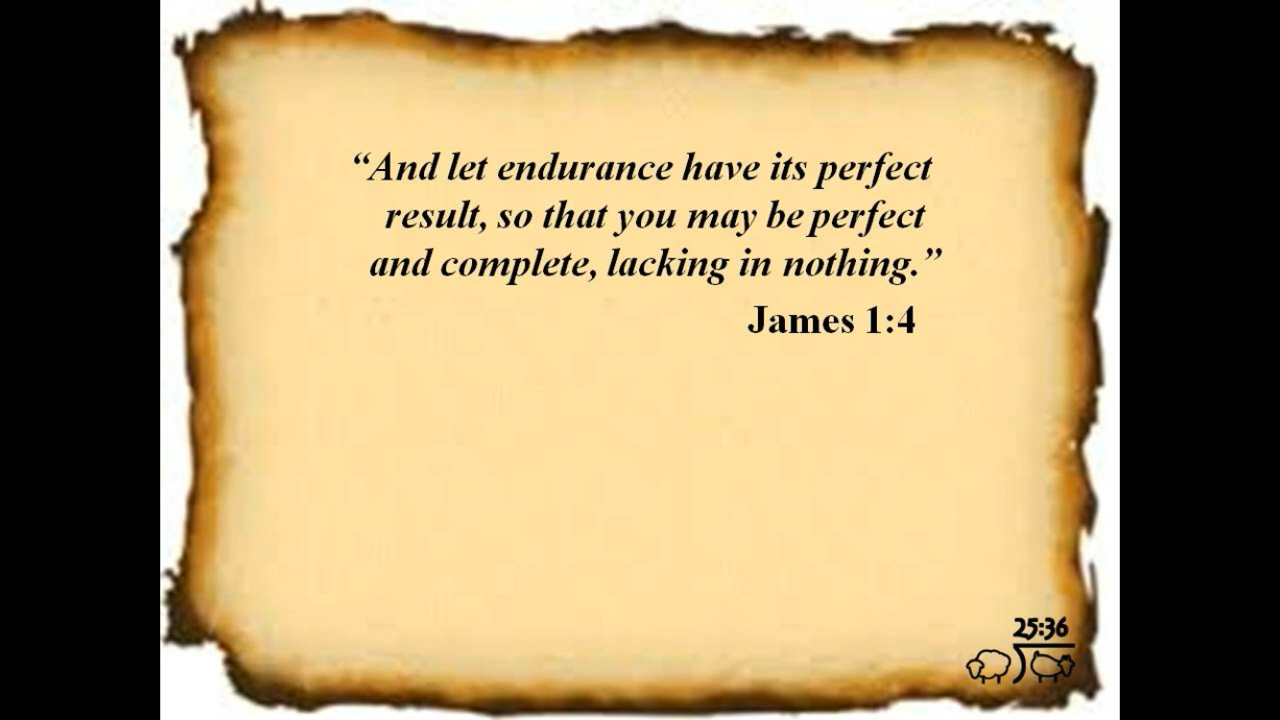 “And let endurance have its perfect
result, so that you may be perfect
and complete, lacking in nothing.”
James 1:4
25:36